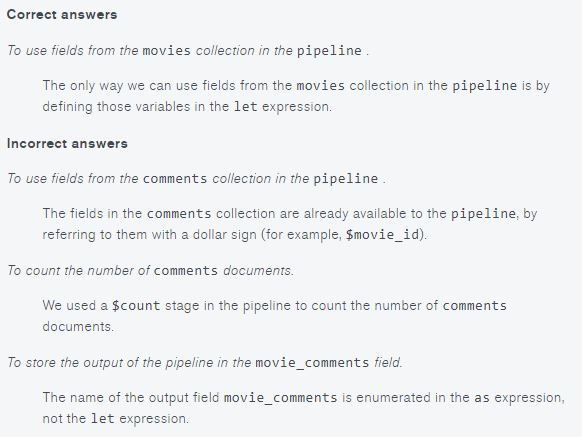 Correct answers
To use fields from the movies collection in the pipeline .
The only way we can use fields from the movies collection in the pipeline is by
defining those variables in the let expression.
Incorrect answers
To use fields from the comments collection in the pipeline .
The fields in the comments collection are already available to the pipeline, by
referring to them with a dollar sign (for example, $movie_id).
To count the number of comments documents.
We used a $count stage in the pipeline to count the number of comments
documents.
To store the output of the pipeline in the movie_comments field.
The name of the output field movie_comments is enumerated in the as expression,
not the let expression.